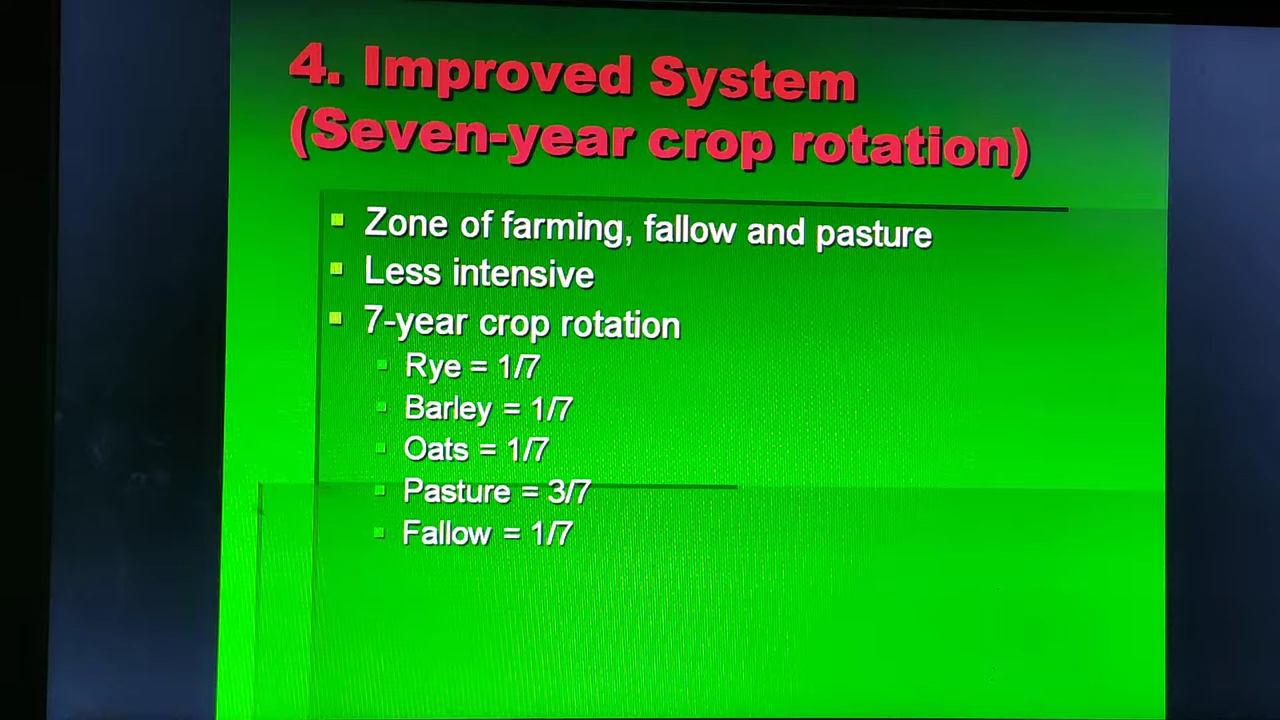 4. Improved System
(Seven-year crop rotation)
Zone of farming, fallow and pasture
Less intensive
7-year crop rotation
Rye = 1/7
Barley = 1/7
Oats = 1/7
Pasture = 3/7
Fallow = 1/7